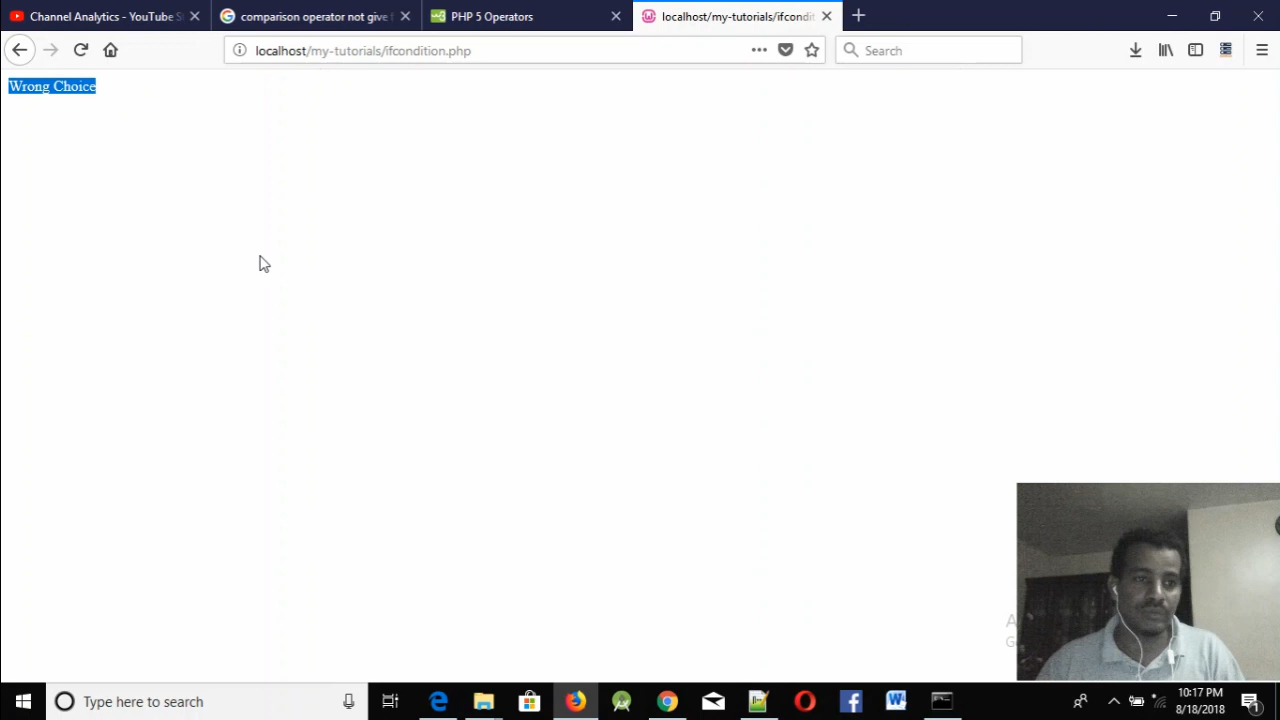 Channel Analytics - YouTube S
comparison operator not give
PHP 5 Operators
localhost/my-tutorials/ifcondit
localhost/my-tutorials/ifcondition.php
Search
Wrong Choice
Type here to search
10:17 PM
8/18/2018